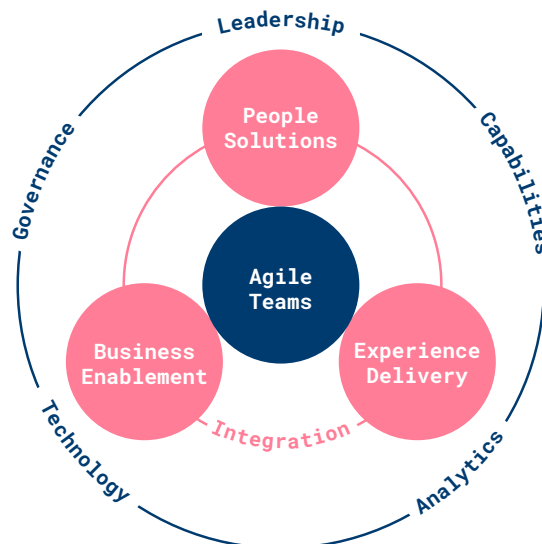 Leadership
People
Solutions
Governance
Capabilities
Agile
Teams
Business
Enablement
Experience
Delivery
Integration
Technology
Analytics